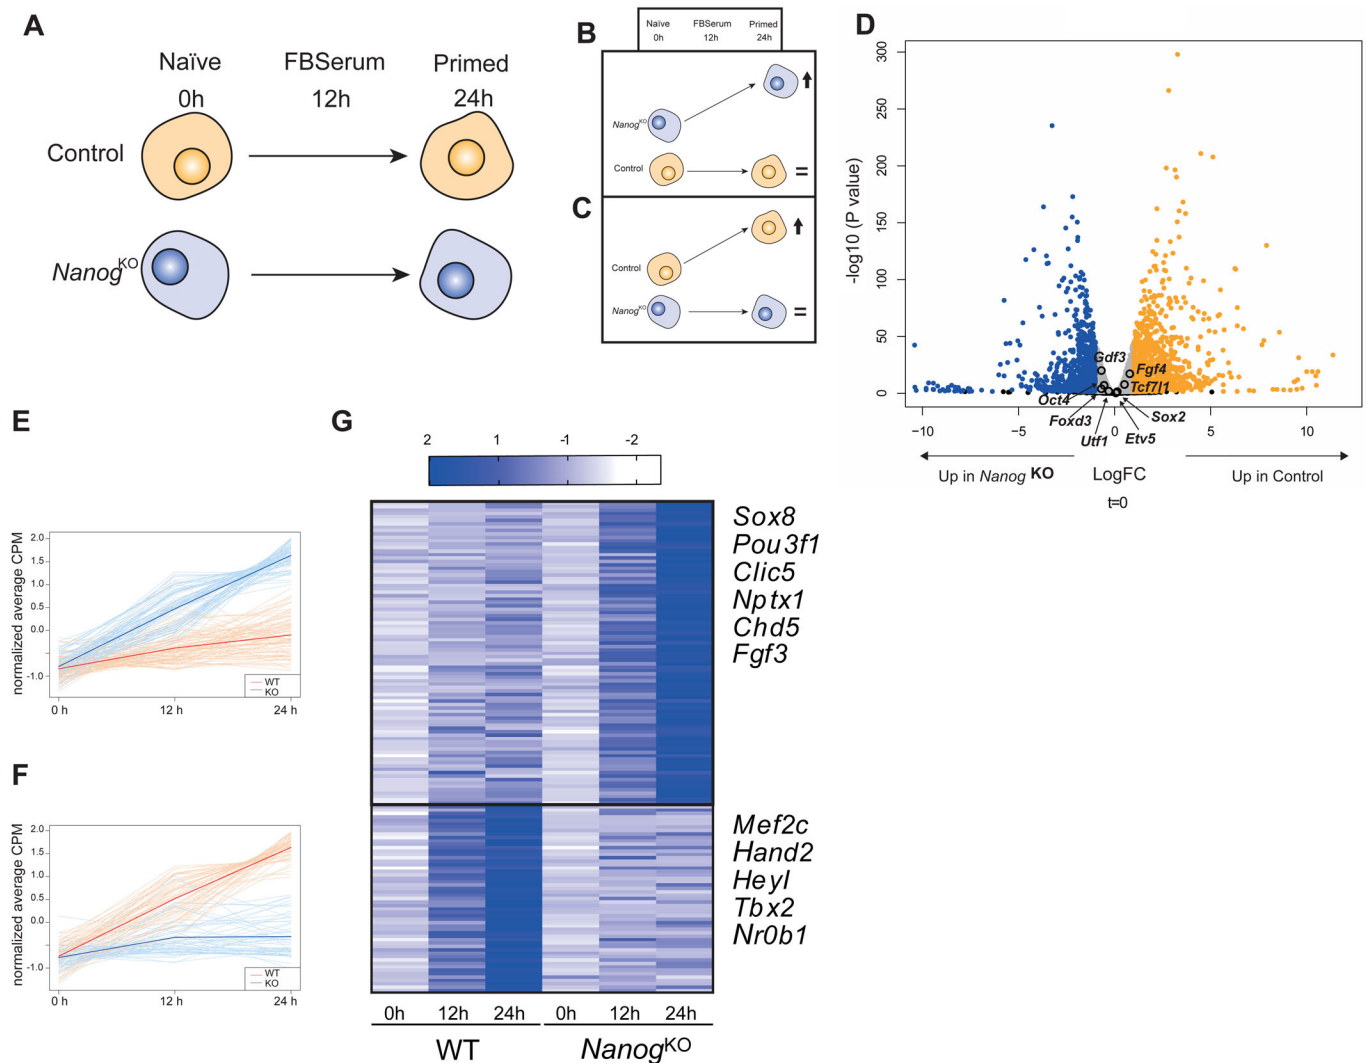 A
Naïve FBSerum Primed
0h 12h 24h
Control
Nanog KO
B
Naïve FBSerum Primed
0h 12h 24h
Nanog KO
Control
=
C
Control
Nanog KO
=
D
-log10 (P value)
300
250
200
150
100
50
0
Gdf3
Fgf4
Tcf7l1
Oct4
Foxd3
Utf1
Etv5
Sox2
−10 −5 0 5 10
Up in Nanog KO LogFC Up in Control
t=0
E
normalized average CPM
2.0
1.5
1.0
0.5
0.0
-1.0
WT
KO
0 h 12 h 24 h
F
normalized average CPM
2.0
1.5
1.0
0.5
0.0
-1.0
WT
KO
0 h 12 h 24 h
G
2 1 -1 -2
Sox8
Pou3f1
Clic5
Nptx1
Chd5
Fgf3
Mef2c
Hand2
Heyl
Tbx2
Nr0b1
0h 12h 24h 0h 12h 24h
WT Nanog KO